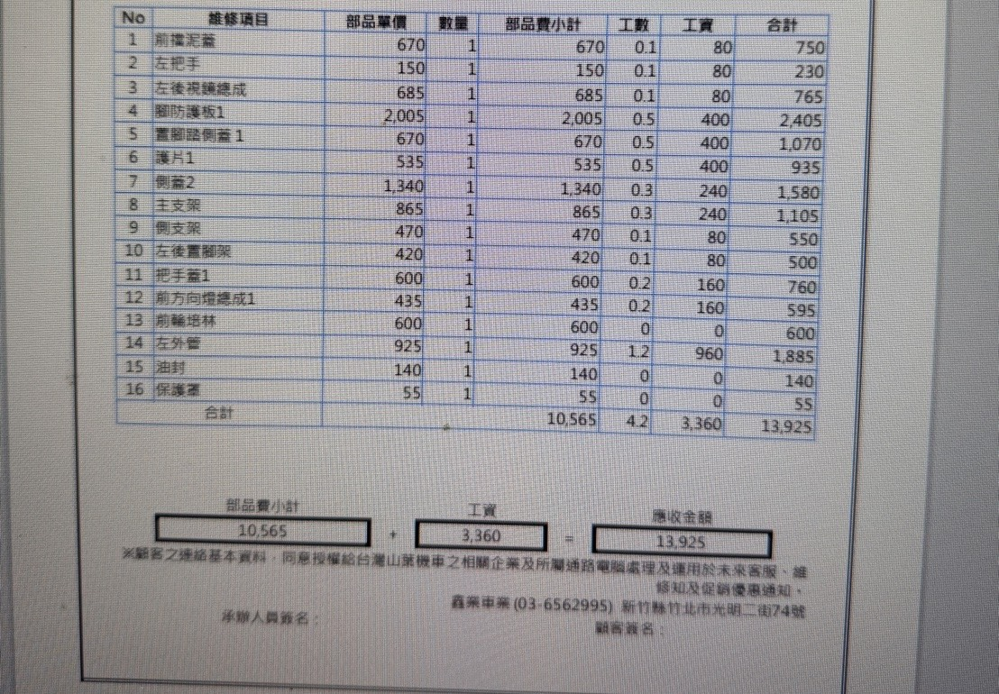 No 維修項目 部品單價 數量 部品費小計 工數 工資 合計
1 前擋泥蓋 670 1 670 0.1 80 750
2 左把手 150 1 150 0.1 80 230
3 左後視鏡總成 685 1 685 0.1 80 765
4 腳防護板1 2,005 1 2,005 0.5 400 2,405
5 置腳踏側蓋1 670 1 670 0.5 400 1,070
6 護片1 535 1 535 0.5 400 935
7 側蓋2 1,340 1 1,340 0.3 240 1,580
8 主支架 865 1 865 0.3 240 1,105
9 側支架 470 1 470 0.1 80 550
10 左後置腳架 420 1 420 0.1 80 500
11 把手蓋1 600 1 600 0.2 160 760
12 前方向燈總成1 435 1 435 0.2 160 595
13 前輪培林 600 1 600 0 0 600
14 左外管 925 1 925 1.2 960 1,885
15 油封 140 1 140 0 0 140
16 保護罩 55 1 55 0 0 55
合計 10,565 4.2 3,360 13,925
部品費小計 工資 應收金額
10,565 + 3,360 = 13,925
※顧客之連絡基本資料，同意授權給台灣山葉機車之相關企業及所屬通路電腦處理及運用於未來客服、維
修知及促銷優惠通知。
鑫業車業 (03-6562995) 新竹縣竹北市光明二街74號
承辦人員簽名：
顧客簽名：